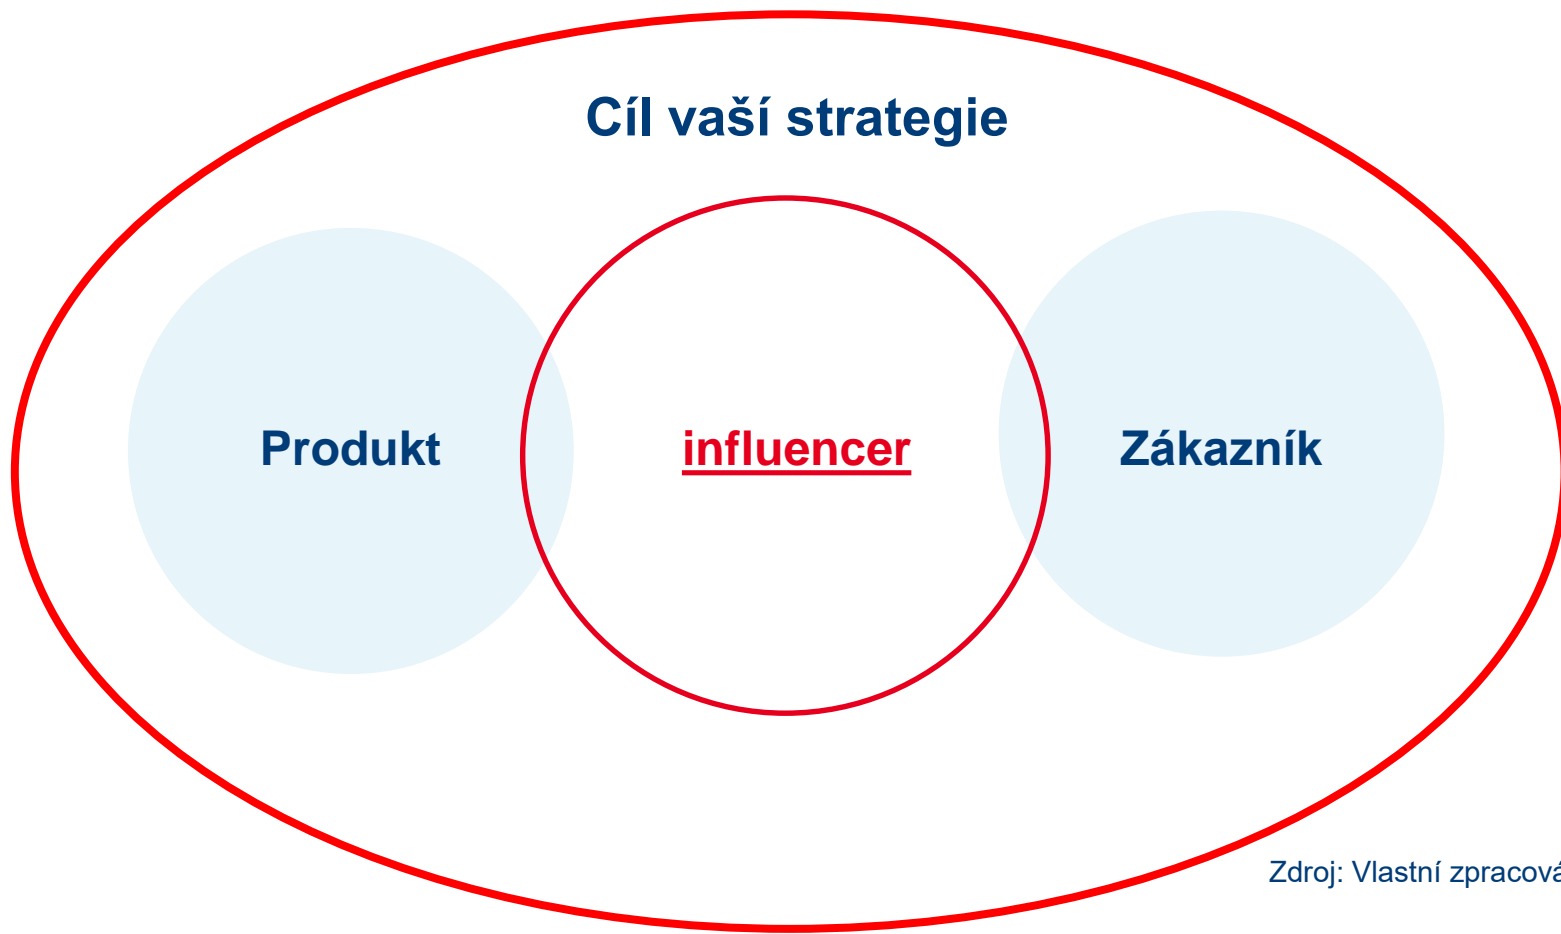 Cíl vaší strategie
Produkt
influencer
Zákazník
Zdroj: Vlastní zpracová